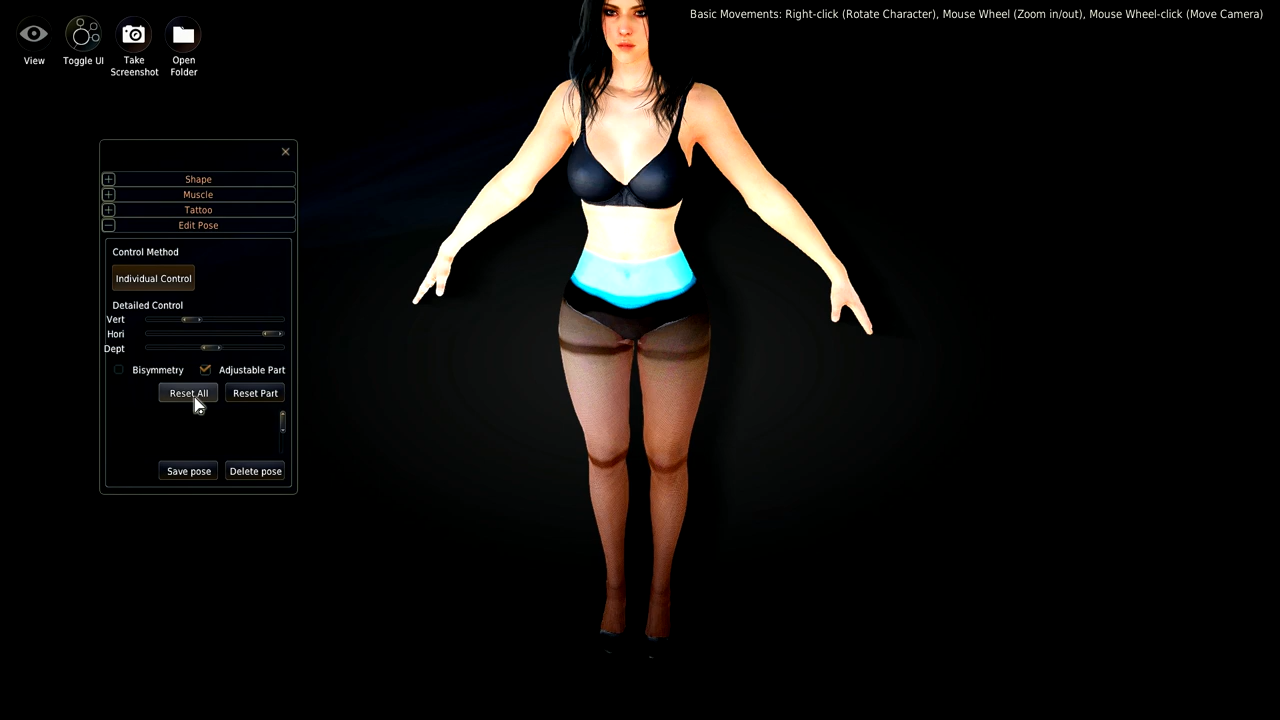 Basic Movements: Right-click (Rotate Character), Mouse Wheel (Zoom in/out), Mouse Wheel-click (Move Camera)
View
Toggle UI
Take
Screenshot
Open
Folder
Shape
Muscle
Tattoo
Edit Pose
Control Method
Individual Control
Detailed Control
Vert
Hori
Dept
Bisymmetry
Adjustable Part
Reset All
Reset Part
Save pose
Delete pose